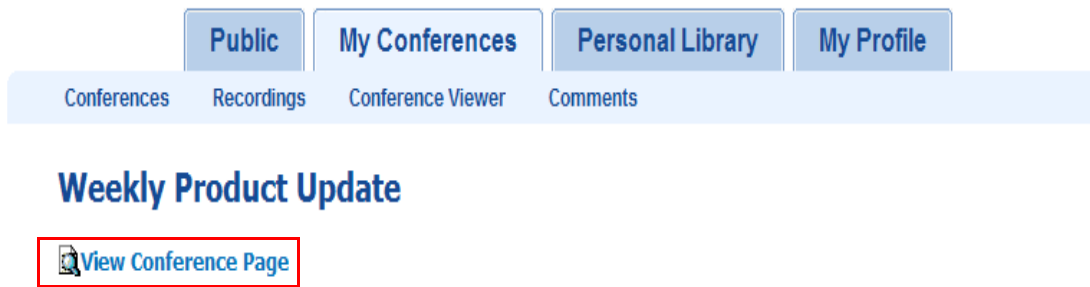 Public My Conferences Personal Library My Profile
Conferences Recordings Conference Viewer Comments
Weekly Product Update
View Conference Page